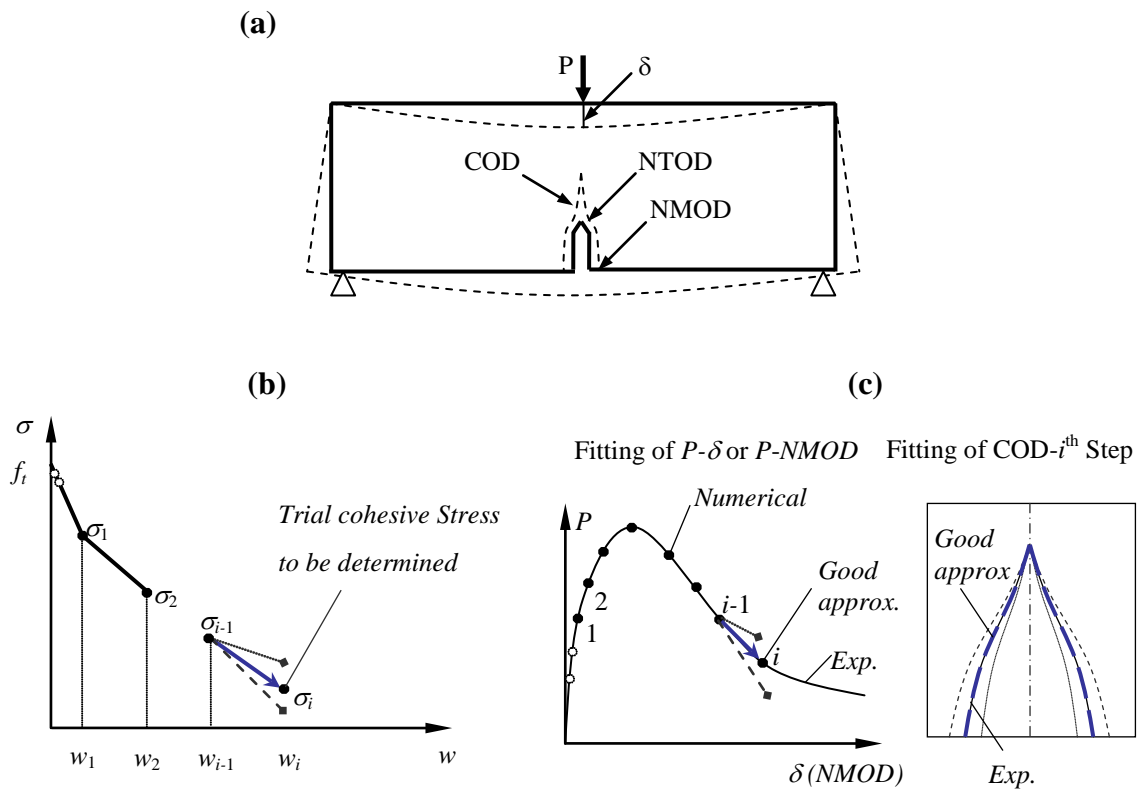 (a)
P
δ
COD
NTOD
NMOD
(b)
σ
f_t
σ_1
σ_2
σ_{i-1}
σ_i
Trial cohesive Stress
to be determined
w_1
w_2
w_{i-1}
w_i
w
(c)
Fitting of P-δ or P-NMOD
Fitting of COD-i^th Step
P
Numerical
Good
approx.
2
1
i-1
i
Exp.
δ (NMOD)
Good
approx
Exp.